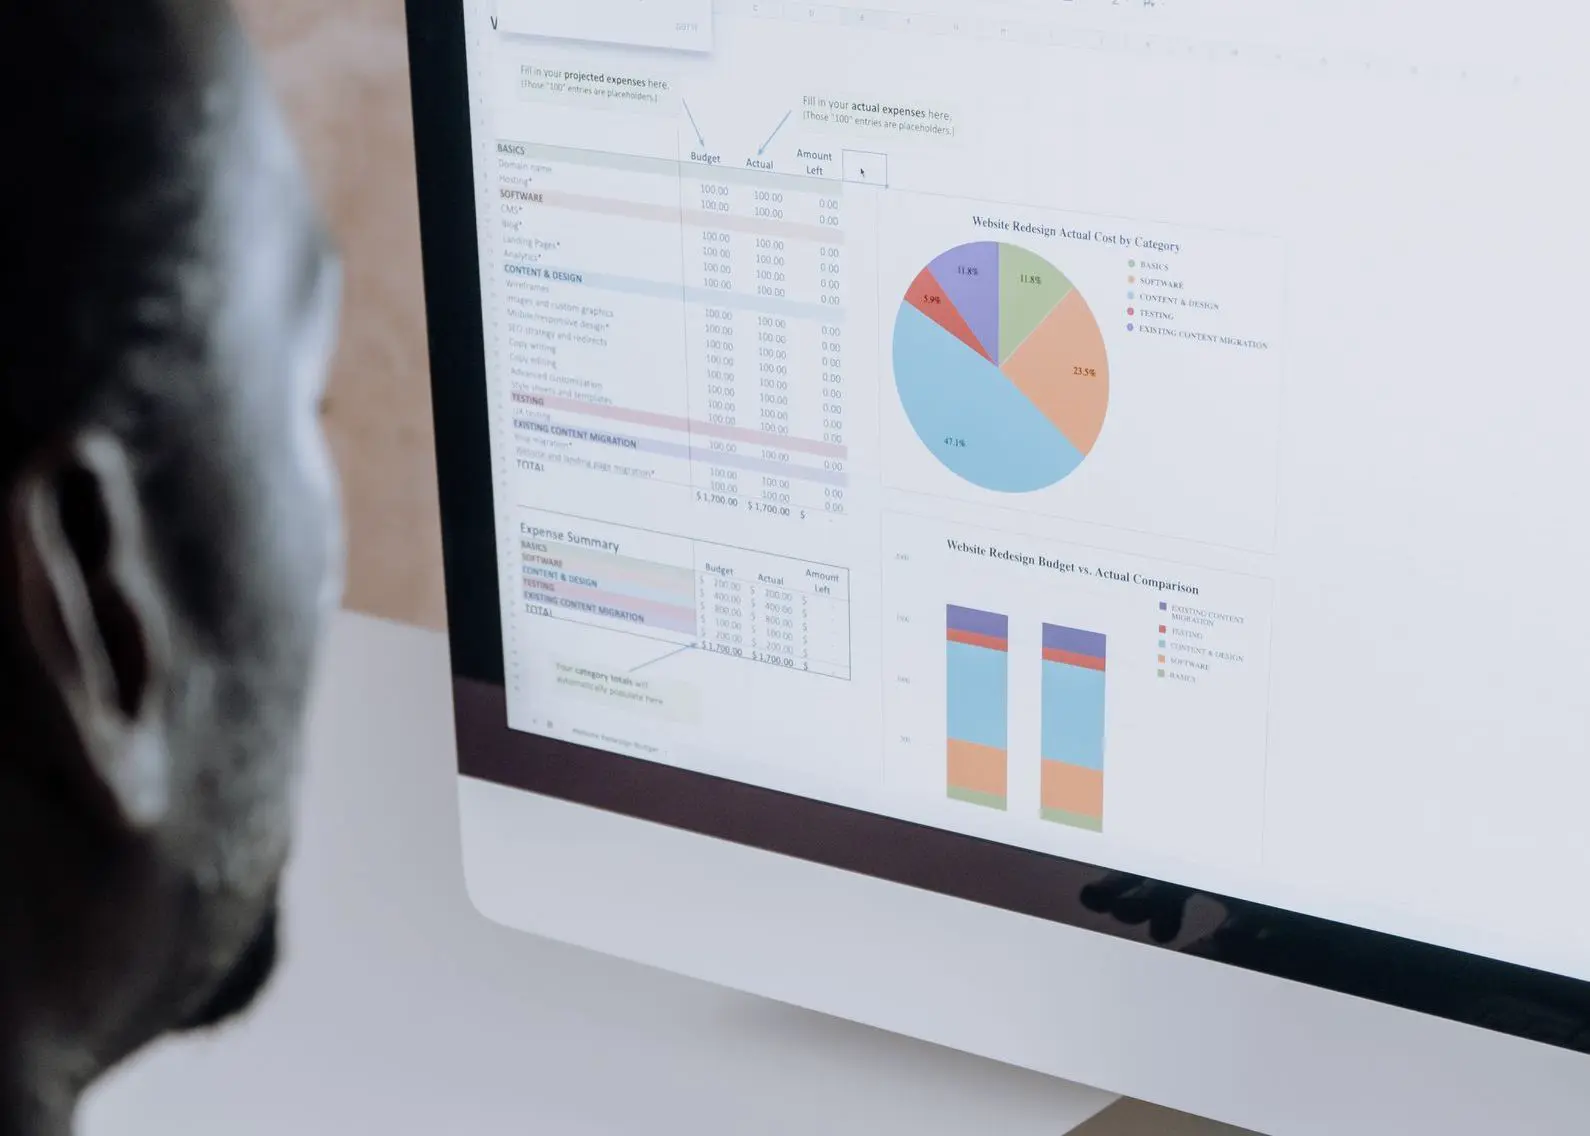 Fill in your projected expenses here.
(Those "100" entries are placeholders.)
Fill in your actual expenses here.
(Those "100" entries are placeholders.)
Budget Actual Amount Left
BASICS
Domain name 100.00 100.00 0.00
Hosting* 100.00 100.00 0.00
SOFTWARE
CMS* 100.00 100.00 0.00
Blog* 100.00 100.00 0.00
Landing Pages* 100.00 100.00 0.00
Analytics* 100.00 100.00 0.00
CONTENT & DESIGN
Wireframes 100.00 100.00 0.00
Images and custom graphics 100.00 100.00 0.00
Mobile/responsive design* 100.00 100.00 0.00
SEO strategy and redirects 100.00 100.00 0.00
Copy writing 100.00 100.00 0.00
Copy editing 100.00 100.00 0.00
Advanced customization 100.00 100.00 0.00
Style sheets and templates 100.00 100.00 0.00
TESTING
UX testing 100.00 100.00 0.00
EXISTING CONTENT MIGRATION
Blog migration* 100.00 100.00 0.00
Website and landing page migration* 100.00 100.00 0.00
TOTAL $ 1,700.00 $ 1,700.00 $ -
Website Redesign Actual Cost by Category
11.8%
11.8%
5.9%
23.5%
47.1%
BASICS
SOFTWARE
CONTENT & DESIGN
TESTING
EXISTING CONTENT MIGRATION
Expense Summary
Budget Actual Amount Left
BASICS $ 200.00 $ 200.00 $
SOFTWARE $ 400.00 $ 400.00 $
CONTENT & DESIGN $ 800.00 $ 800.00 $
TESTING $ 100.00 $ 100.00 $
EXISTING CONTENT MIGRATION $ 200.00 $ 200.00 $
TOTAL $ 1,700.00 $ 1,700.00 $
Your category totals will
automatically populate here.
Website Redesign Budget
Website Redesign Budget vs. Actual Comparison
2000
1500
1000
500
EXISTING CONTENT
MIGRATION
TESTING
CONTENT & DESIGN
SOFTWARE
BASICS